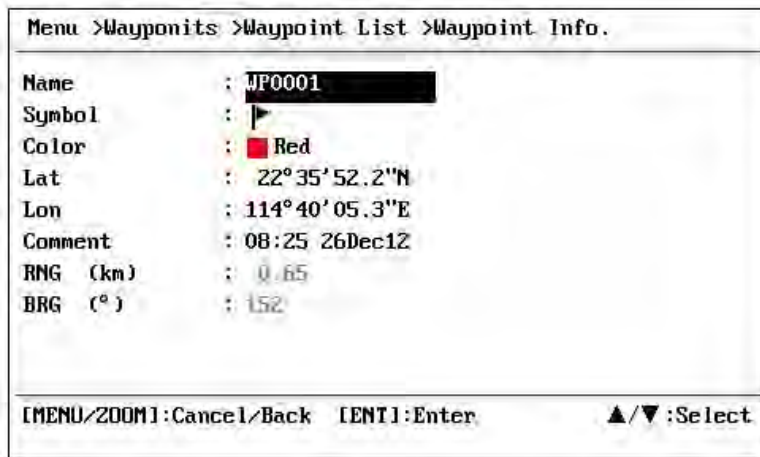 Menu >Wayponits >Waypoint List >Waypoint Info.
Name : WP0001
Symbol :
Color : Red
Lat : 22°35'52.2"N
Lon : 114°40'05.3"E
Comment : 08:25 26Dec12
RNG (km) : 0.65
BRG (°) : 152
[MENU/ZOOM]:Cancel/Back [ENT]:Enter ▲/▼:Select